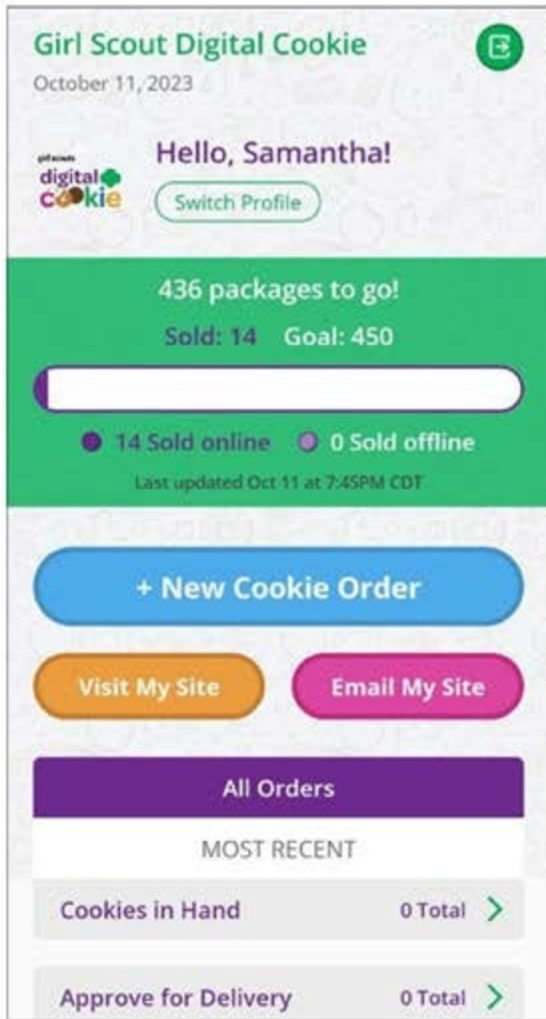 Girl Scout Digital Cookie
October 11, 2023
girl scouts
digital
cookie
Hello, Samantha!
Switch Profile
436 packages to go!
Sold: 14 Goal: 450
14 Sold online 0 Sold offline
Last updated Oct 11 at 7:45PM CDT
+ New Cookie Order
Visit My Site Email My Site
All Orders
MOST RECENT
Cookies in Hand 0 Total
Approve for Delivery 0 Total